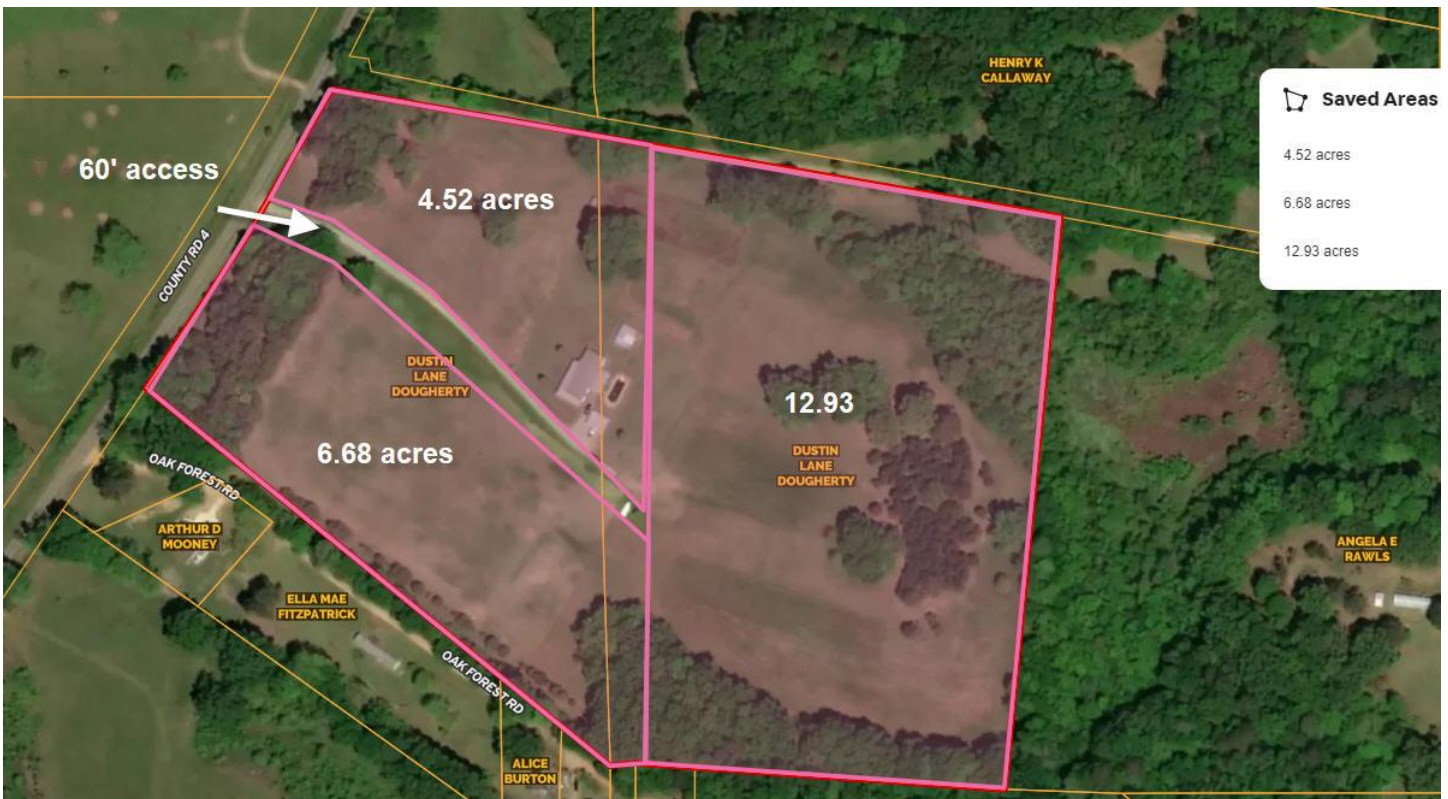 HENRY K
CALLAWAY
Saved Areas
4.52 acres
6.68 acres
12.93 acres
60' access
4.52 acres
COUNTY RD 4
DUSTIN
LANE
DOUGHERTY
12.93
6.68 acres
DUSTIN
LANE
DOUGHERTY
OAK FOREST RD
ARTHUR D
MOONEY
ANGELA E
RAWLS
ELLA MAE
FITZPATRICK
OAK FOREST RD
ALICE
BURTON